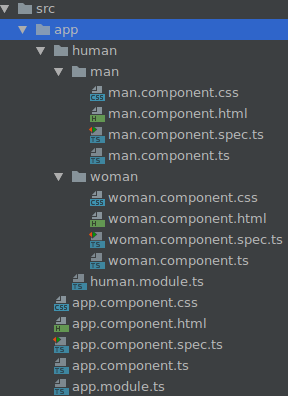 src
app
human
man
man.component.css
man.component.html
man.component.spec.ts
man.component.ts
woman
woman.component.css
woman.component.html
woman.component.spec.ts
woman.component.ts
human.module.ts
app.component.css
app.component.html
app.component.spec.ts
app.component.ts
app.module.ts